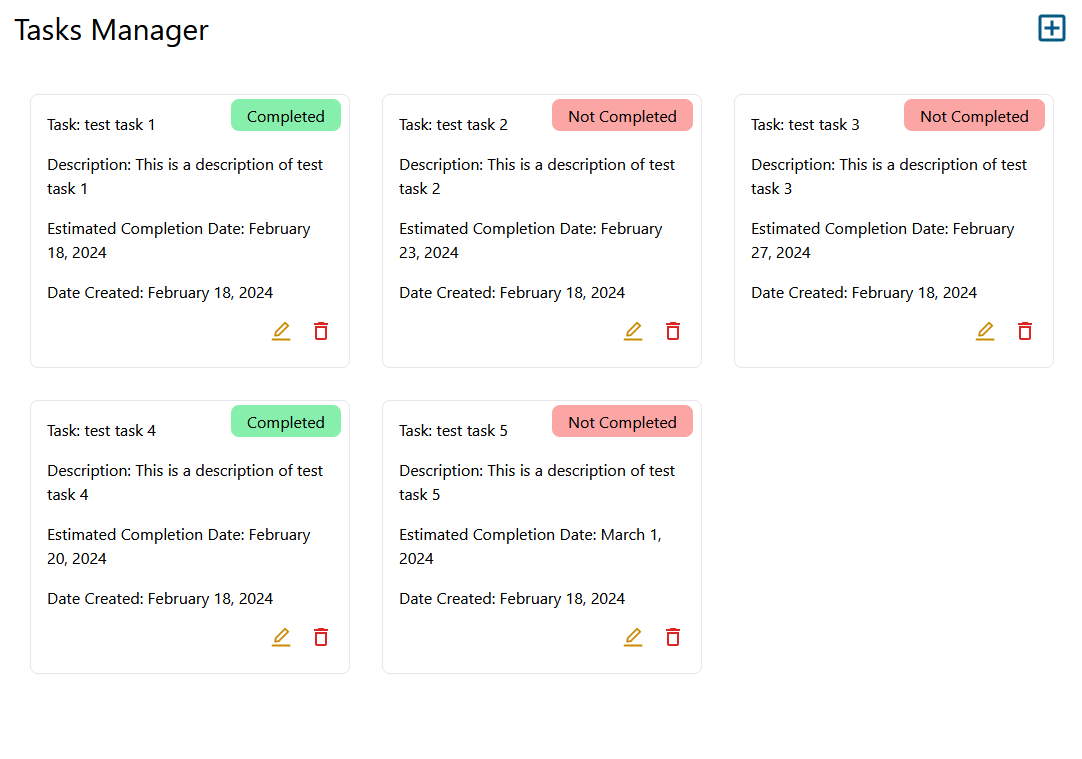 Tasks Manager
Task: test task 1
Completed
Description: This is a description of test
task 1
Estimated Completion Date: February
18, 2024
Date Created: February 18, 2024
Task: test task 2
Not Completed
Description: This is a description of test
task 2
Estimated Completion Date: February
23, 2024
Date Created: February 18, 2024
Task: test task 3
Not Completed
Description: This is a description of test
task 3
Estimated Completion Date: February
27, 2024
Date Created: February 18, 2024
Task: test task 4
Completed
Description: This is a description of test
task 4
Estimated Completion Date: February
20, 2024
Date Created: February 18, 2024
Task: test task 5
Not Completed
Description: This is a description of test
task 5
Estimated Completion Date: March 1,
2024
Date Created: February 18, 2024